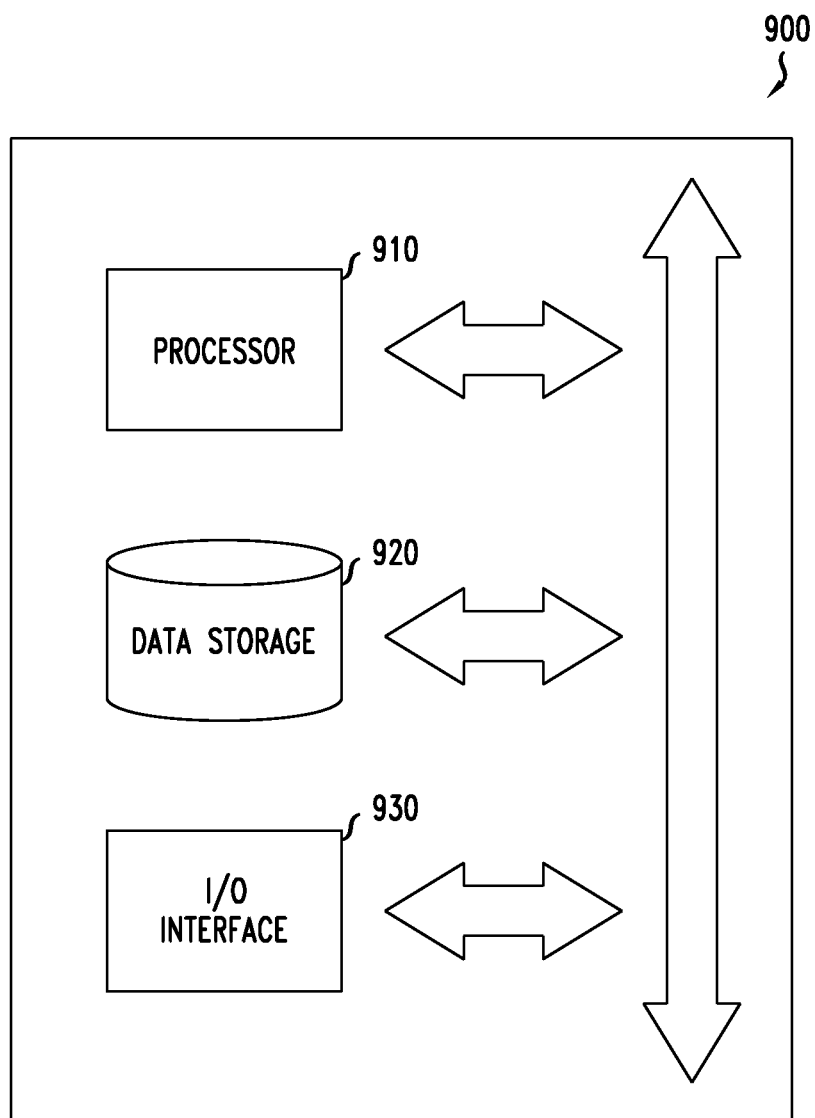 900
910
PROCESSOR
920
DATA STORAGE
930
I/O
INTERFACE